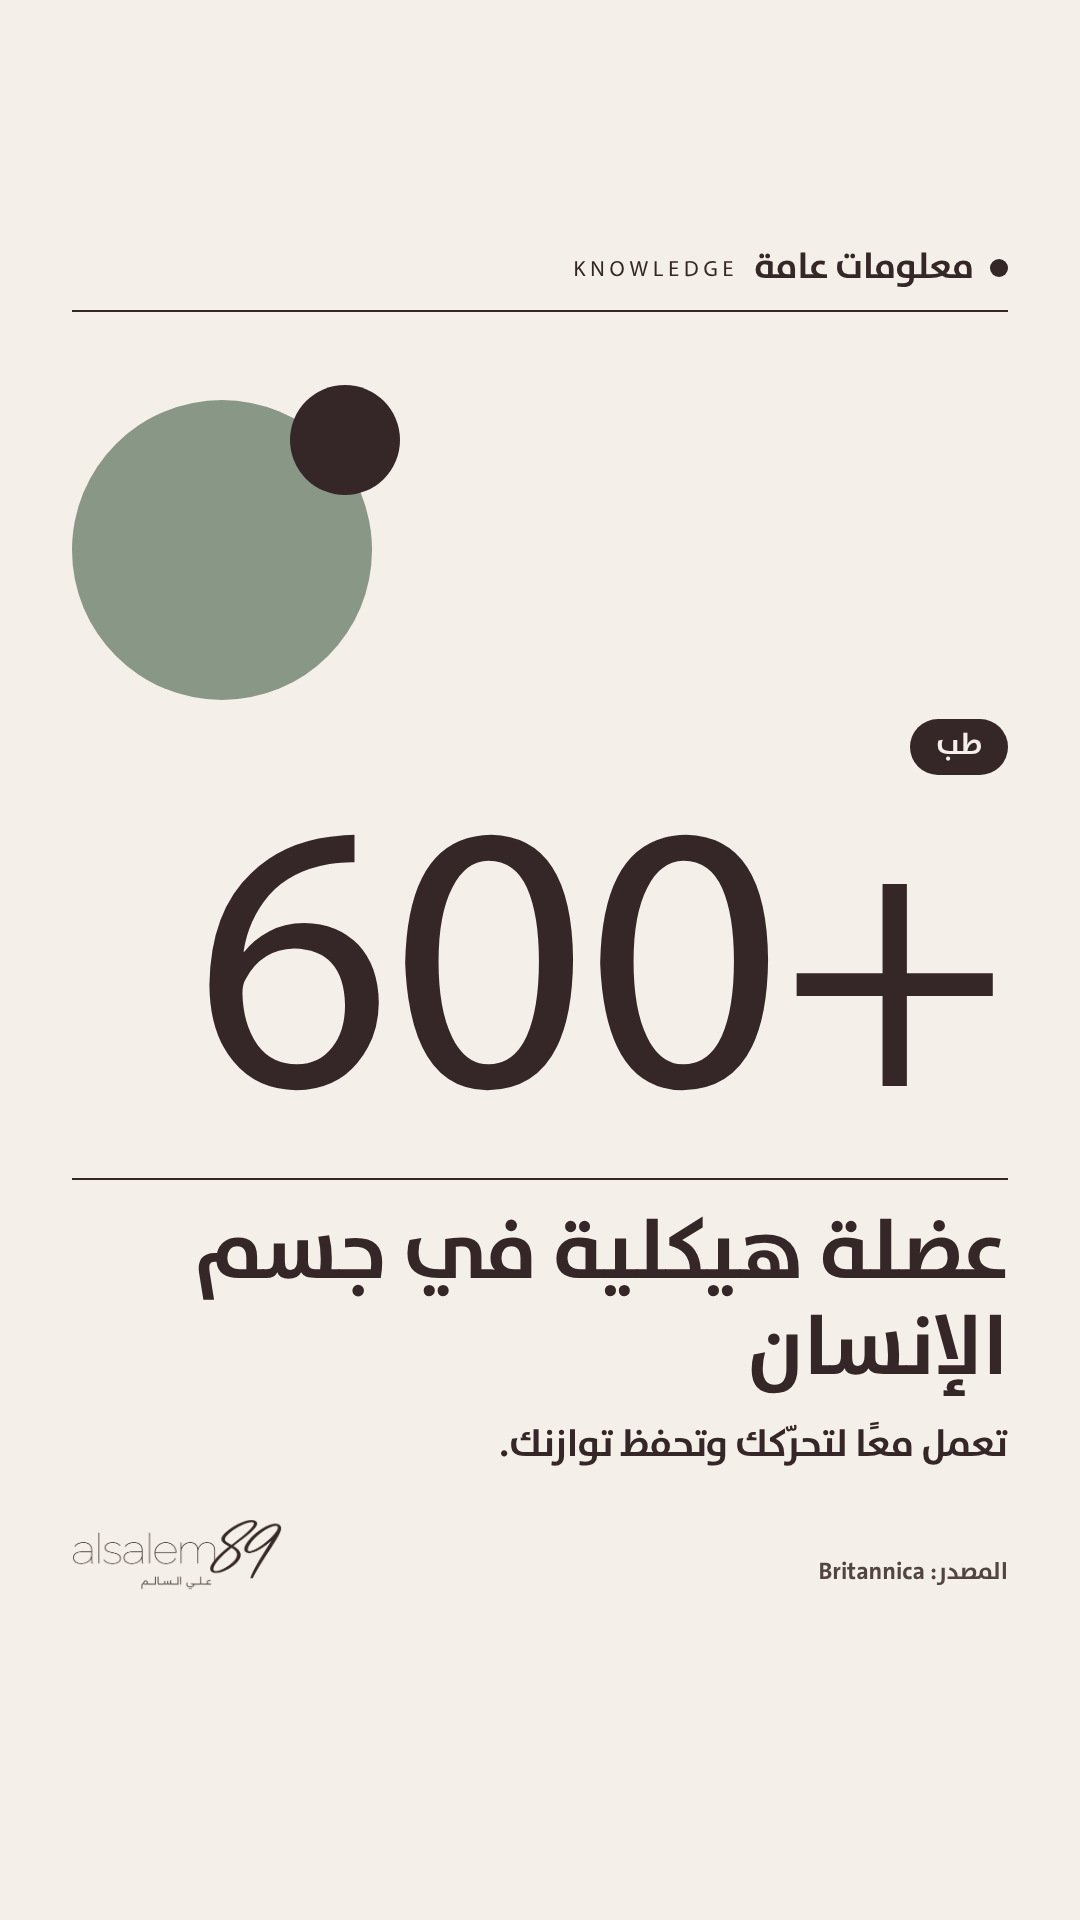 معلومات عامة KNOWLEDGE
طب
600+
عضلة هيكلية في جسم
الإنسان
تعمل معًا لتحرّكك وتحفظ توازنك.
المصدر: Britannica
alsalem89
علي السالم